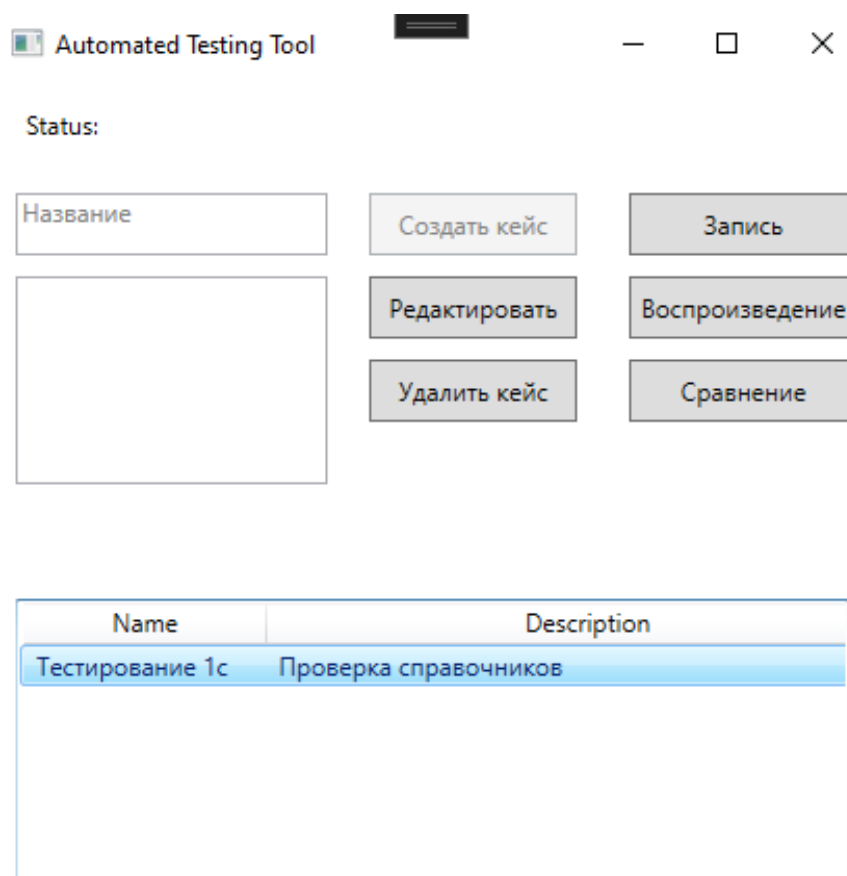 Automated Testing Tool
Status:
Название Создать кейс Запись
Редактировать Воспроизведение
Удалить кейс Сравнение
Name Description
Тестирование 1с Проверка справочников